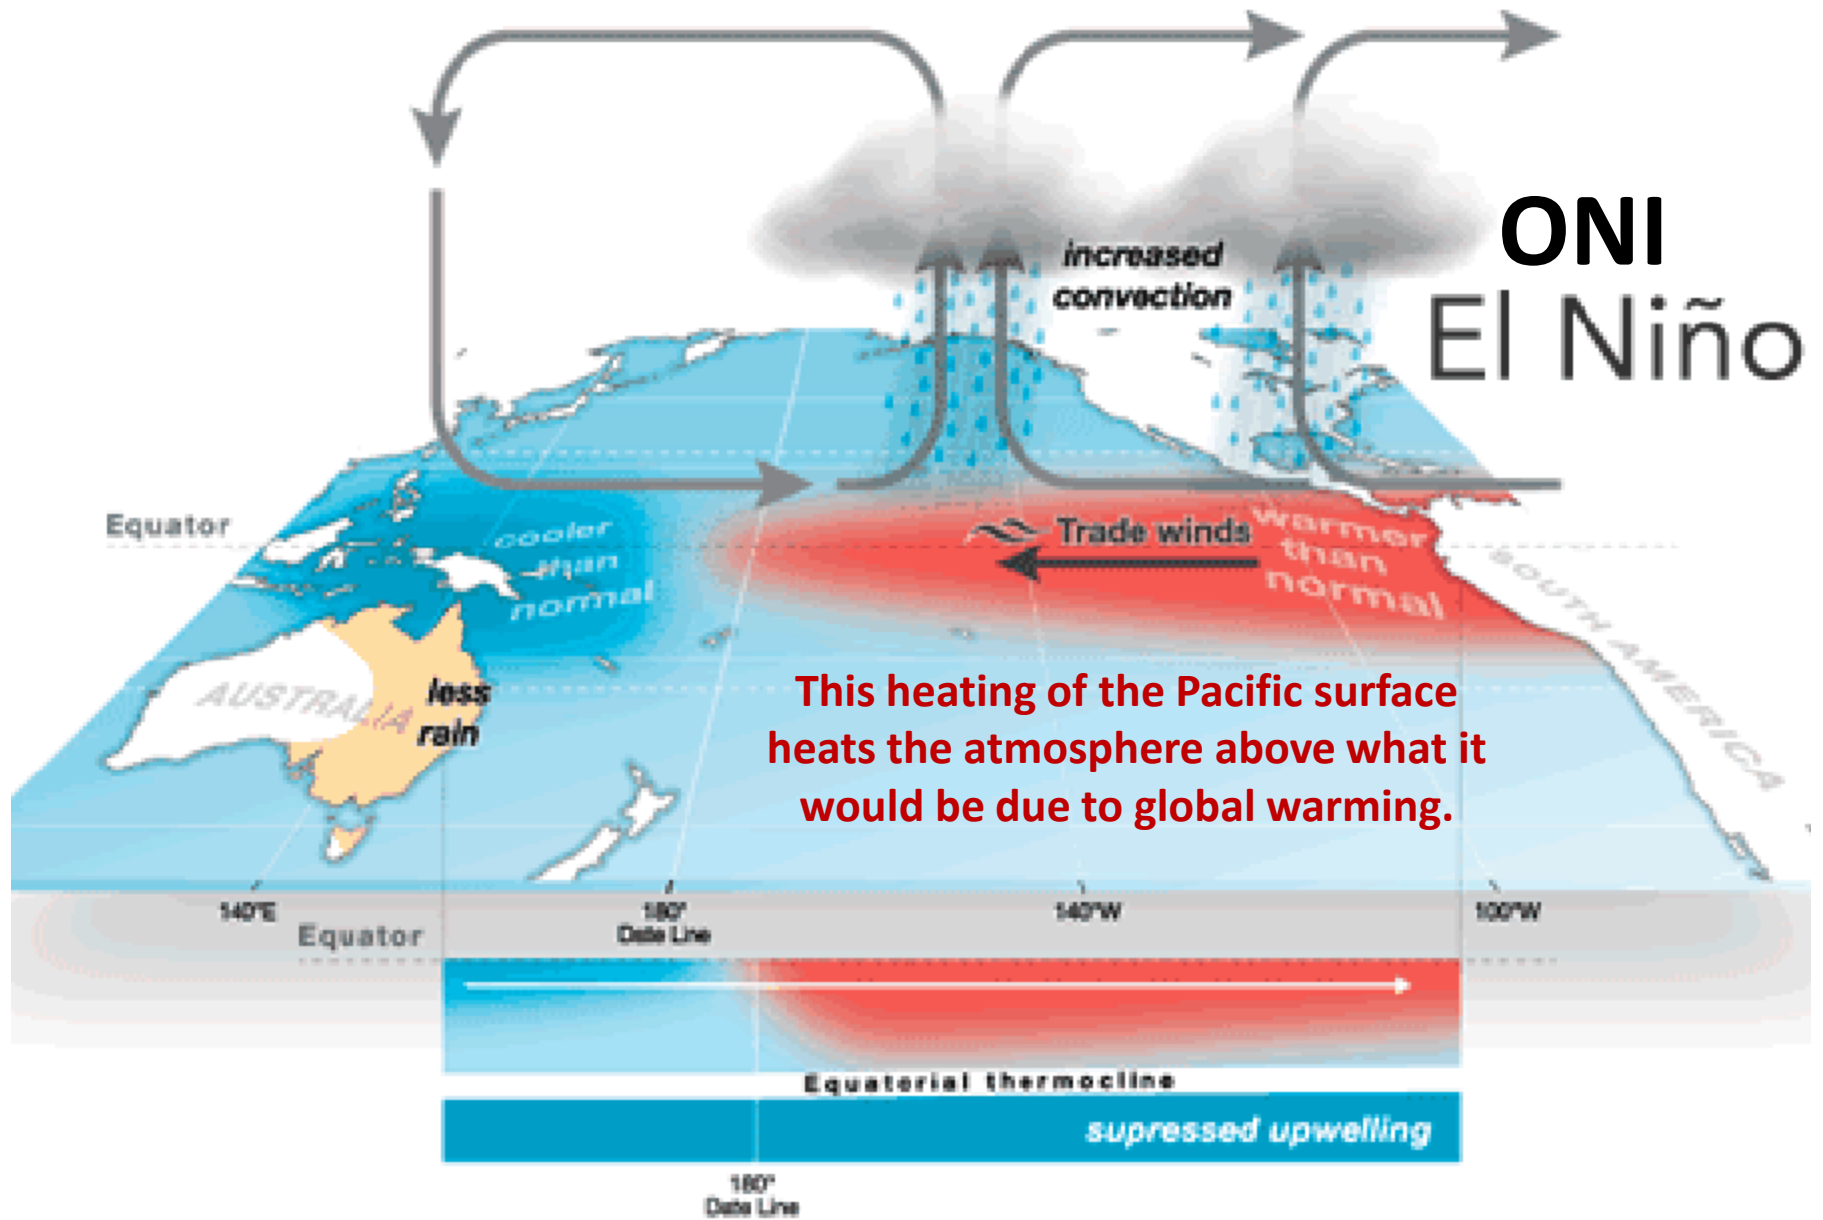 ONI
El Niño
increased
convection
Equator
cooler
than
normal
Trade winds
warmer
than
normal
SOUTH AMERICA
AUSTRALIA
less
rain
This heating of the Pacific surface
heats the atmosphere above what it
would be due to global warming.
140°E
180°
Date Line
140°W
100°W
Equator
Equatorial thermocline
supressed upwelling
180°
Date Line